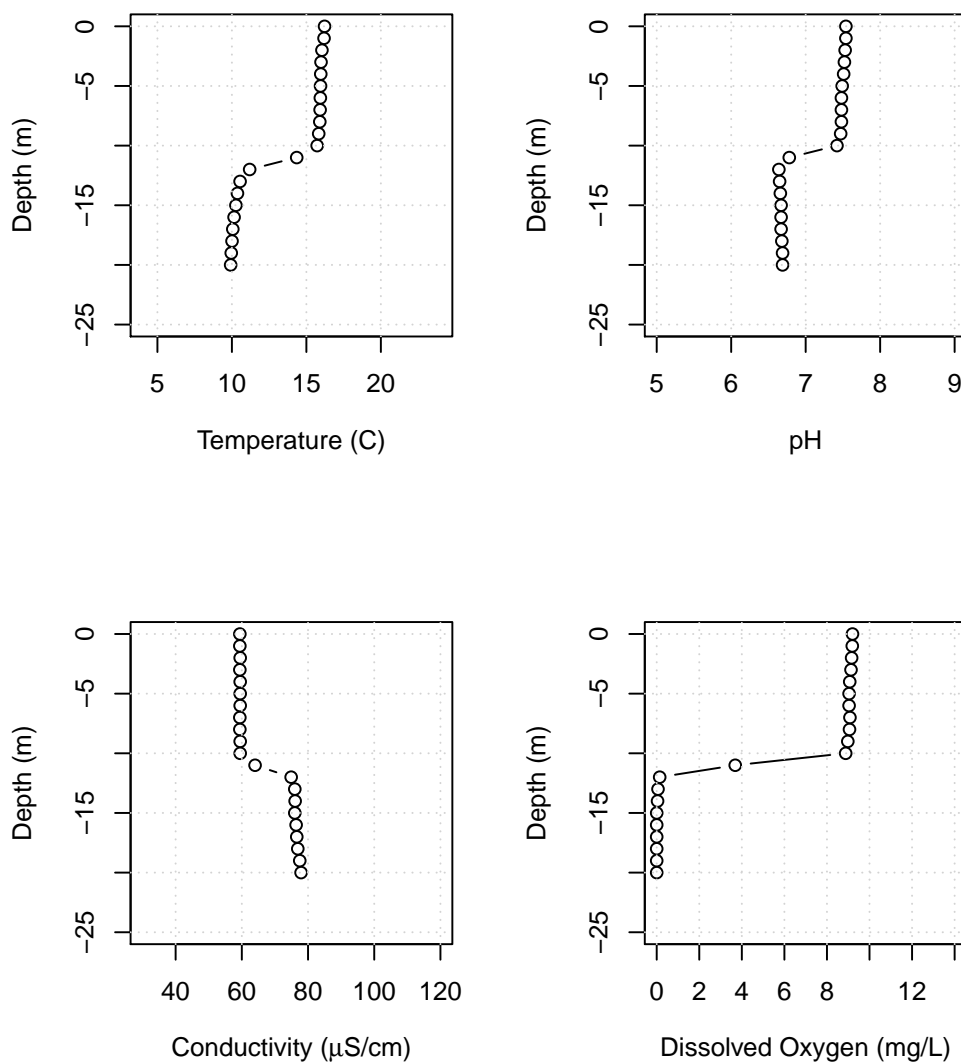 0
−5
−15
−25
Depth (m)
5 10 15 20
Temperature (C)
0
−5
−15
−25
Depth (m)
5 6 7 8 9
pH
0
−5
−15
−25
Depth (m)
40 60 80 100 120
Conductivity (μS/cm)
0
−5
−15
−25
Depth (m)
0 2 4 6 8 12
Dissolved Oxygen (mg/L)